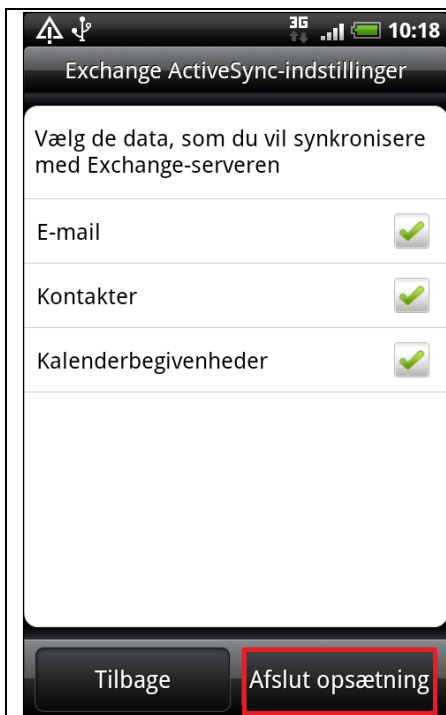 3G 10:18
Exchange ActiveSync-indstillinger
Vælg de data, som du vil synkronisere
med Exchange-serveren
E-mail
Kontakter
Kalenderbegivenheder
Tilbage
Afslut opsætning